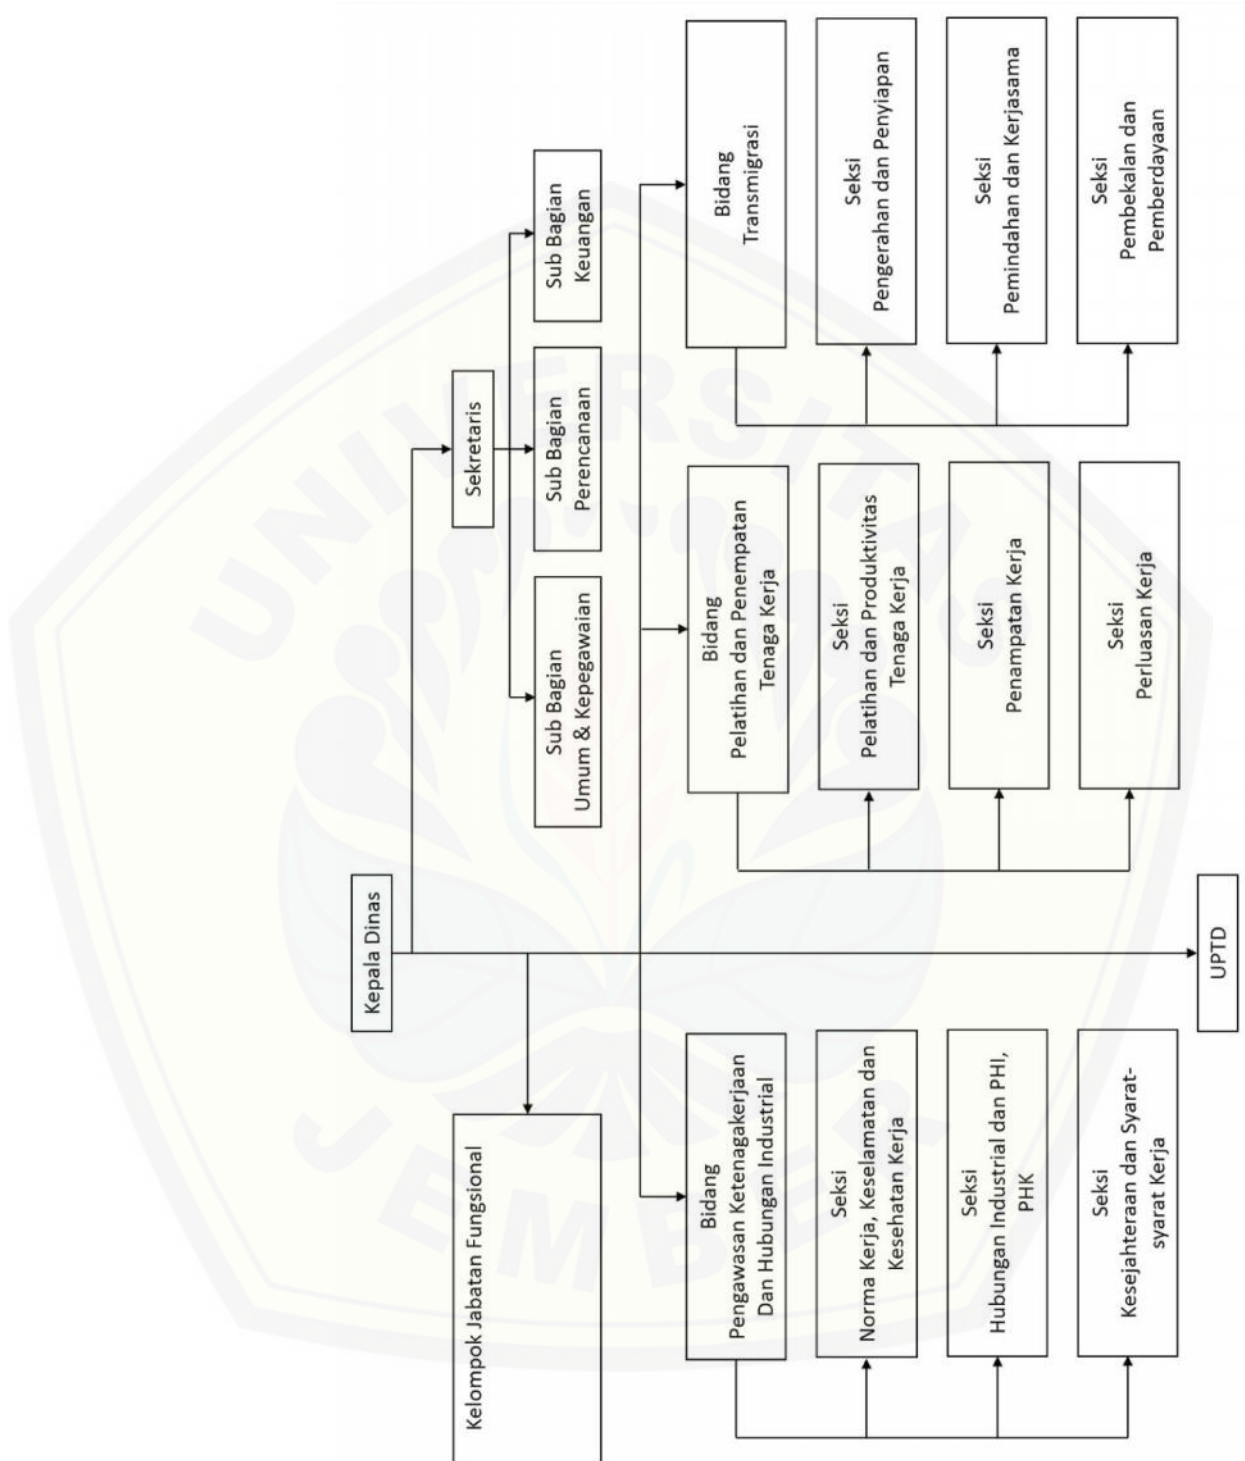 Kepala Dinas
Kelompok Jabatan Fungsional
Sekretaris
Sub Bagian
Umum & Kepegawaian
Sub Bagian
Perencanaan
Sub Bagian
Keuangan
Bidang
Pengawasan Ketenagakerjaan
Dan Hubungan Industrial
Seksi
Norma Kerja, Keselamatan dan
Kesehatan Kerja
Seksi
Hubungan Industrial dan PHI,
PHK
Seksi
Kesejahteraan dan Syarat-
syarat Kerja
Bidang
Pelatihan dan Penempatan
Tenaga Kerja
Seksi
Pelatihan dan Produktivitas
Tenaga Kerja
Seksi
Penampatan Kerja
Seksi
Perluasan Kerja
Bidang
Transmigrasi
Seksi
Pengerahan dan Penyiapan
Seksi
Pemindahan dan Kerjasama
Seksi
Pembekalan dan
Pemberdayaan
UPTD
UNIVERSITAS
JEMBER